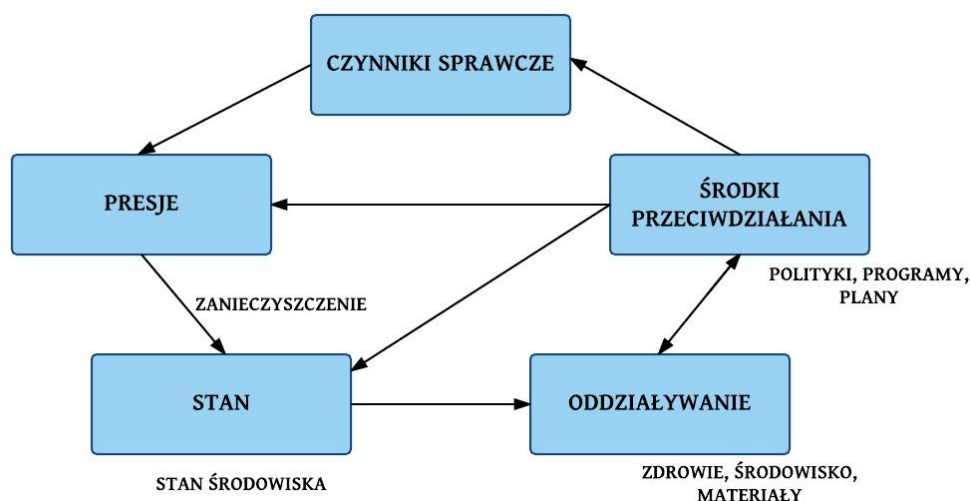 CZYNNIKI SPRAWCZE
PRESJE
ŚRODKI
PRZECIWDZIAŁANIA
POLITYKI, PROGRAMY,
PLANY
ZANIECZYSZCZENIE
STAN
ODDZIAŁYWANIE
STAN ŚRODOWISKA
ZDROWIE, ŚRODOWISKO,
MATERIAŁY